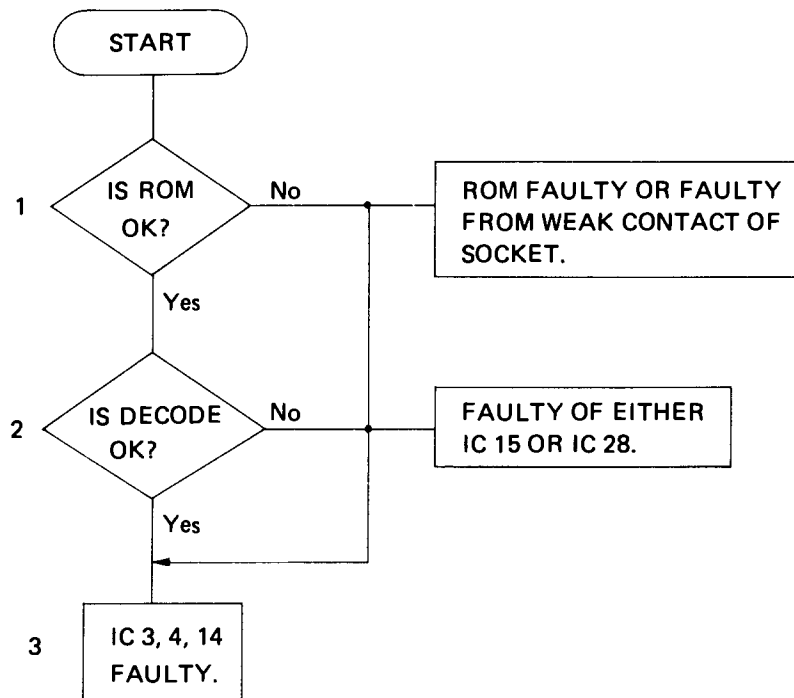 START
1
IS ROM
OK?
No
ROM FAULTY OR FAULTY
FROM WEAK CONTACT OF
SOCKET.
Yes
2
IS DECODE
OK?
No
FAULTY OF EITHER
IC 15 OR IC 28.
Yes
3
IC 3, 4, 14
FAULTY.